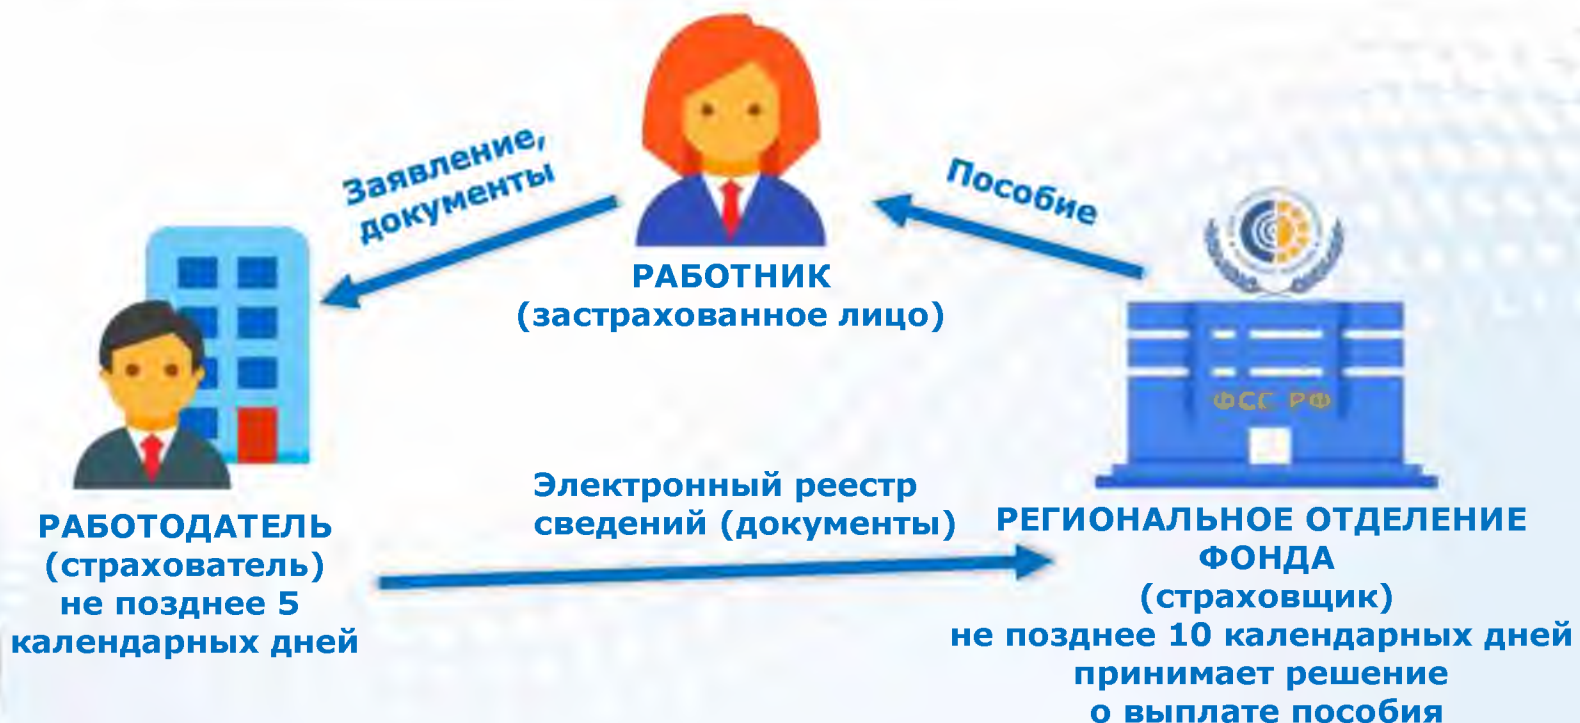 Заявление,
документы
Пособие
РАБОТНИК
(застрахованное лицо)
ФСС РФ
Электронный реестр
сведений (документы)
РАБОТОДАТЕЛЬ
(страхователь)
не позднее 5
календарных дней
РЕГИОНАЛЬНОЕ ОТДЕЛЕНИЕ
ФОНДА
(страховщик)
не позднее 10 календарных дней
принимает решение
о выплате пособия